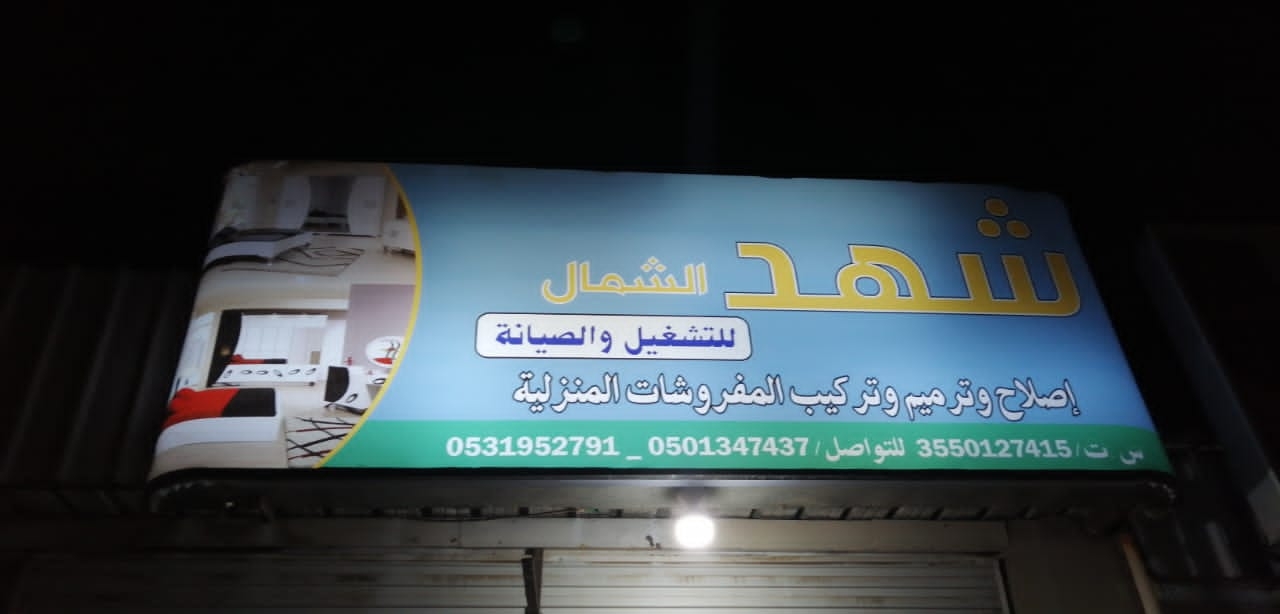 شهد الشمال
للتشغيل والصيانة
إصلاح وترميم وتركيب المفروشات المنزلية
س ت/ 3550127415 للتواصل/ 0501347437 _ 0531952791